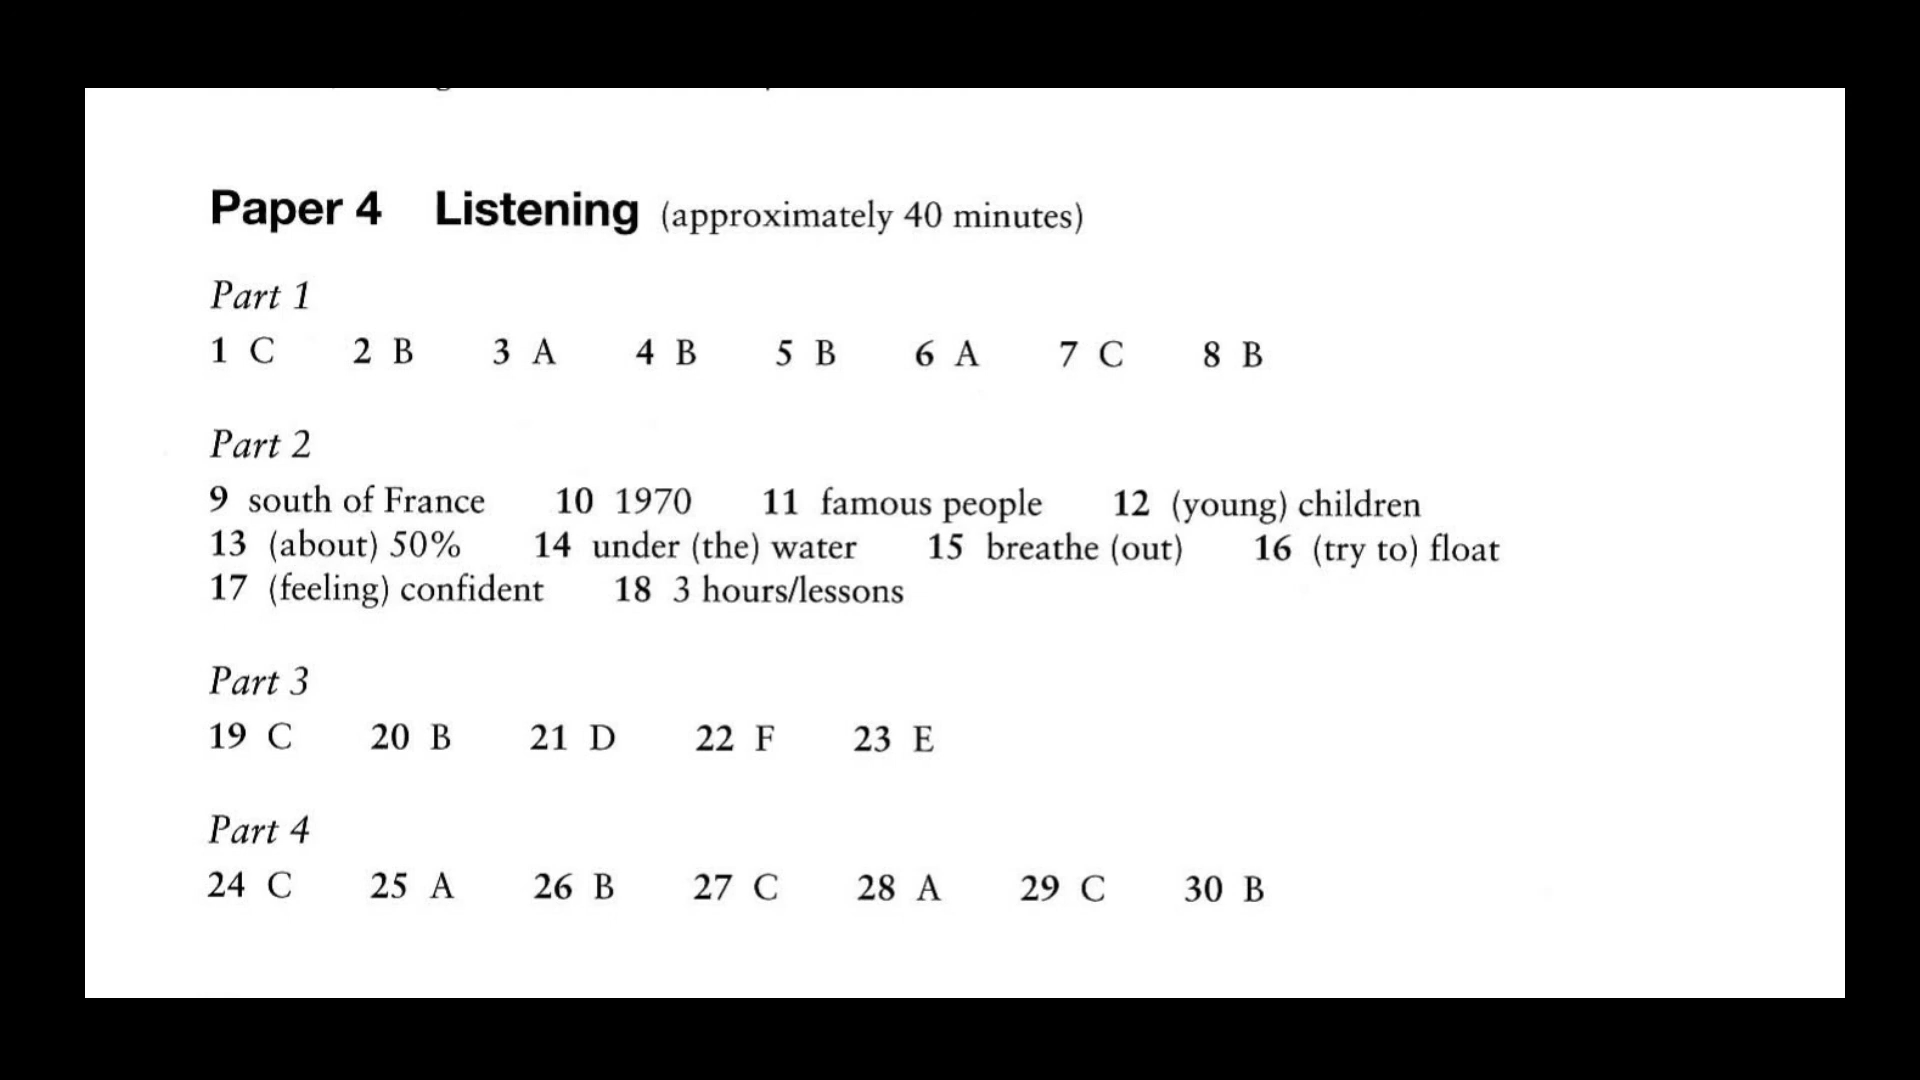 Paper 4 Listening (approximately 40 minutes)
Part 1
1 C 2 B 3 A 4 B 5 B 6 A 7 C 8 B
Part 2
9 south of France 10 1970 11 famous people 12 (young) children
13 (about) 50% 14 under (the) water 15 breathe (out) 16 (try to) float
17 (feeling) confident 18 3 hours/lessons
Part 3
19 C 20 B 21 D 22 F 23 E
Part 4
24 C 25 A 26 B 27 C 28 A 29 C 30 B